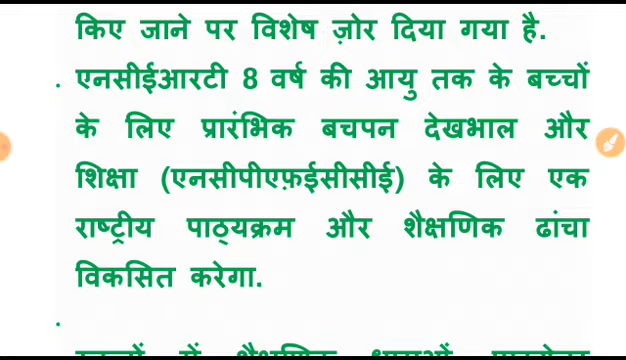 किए जाने पर विशेष ज़ोर दिया गया है.
. एनसीईआरटी 8 वर्ष की आयु तक के बच्चों
के लिए प्रारंभिक बचपन देखभाल और
शिक्षा (एनसीपीएफ़ईसीसीई) के लिए एक
राष्ट्रीय पाठ्यक्रम और शैक्षणिक ढांचा
विकसित करेगा.
.